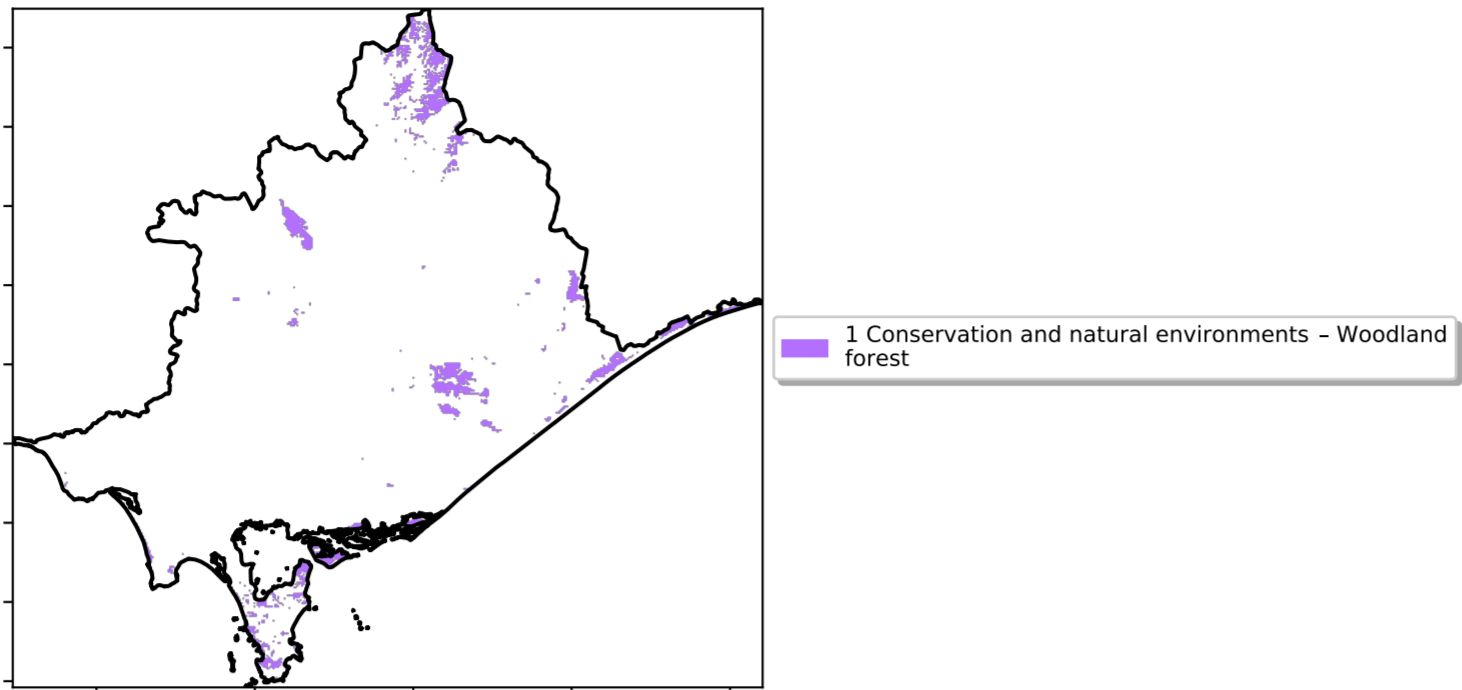 1 Conservation and natural environments – Woodland
forest